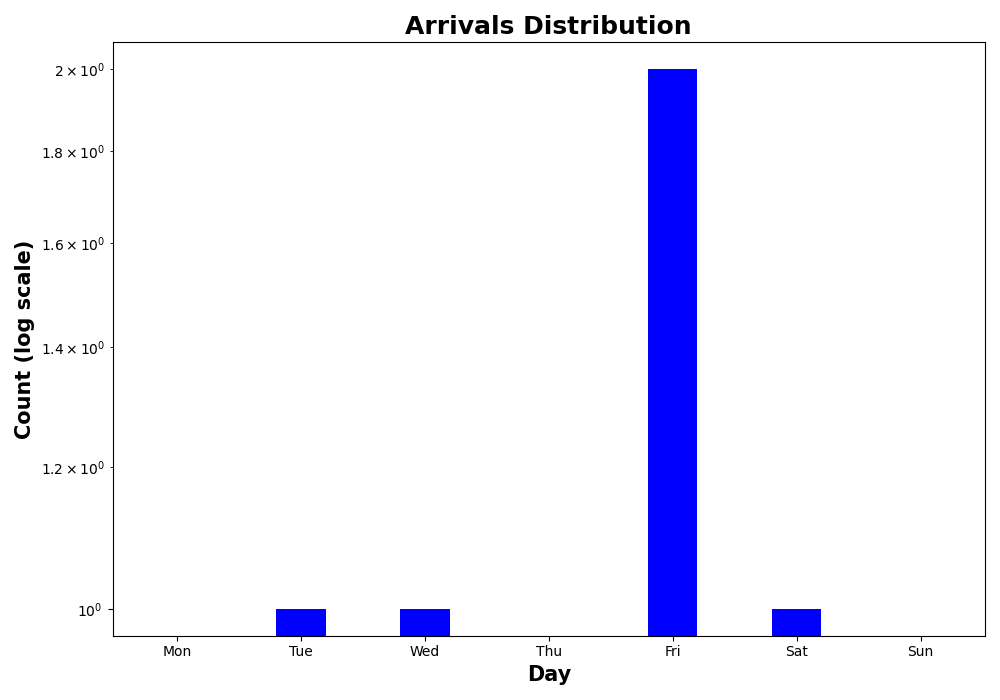 Arrivals Distribution
Count (log scale)
2 × 10⁰
1.8 × 10⁰
1.6 × 10⁰
1.4 × 10⁰
1.2 × 10⁰
10⁰
Mon Tue Wed Thu Fri Sat Sun
Day